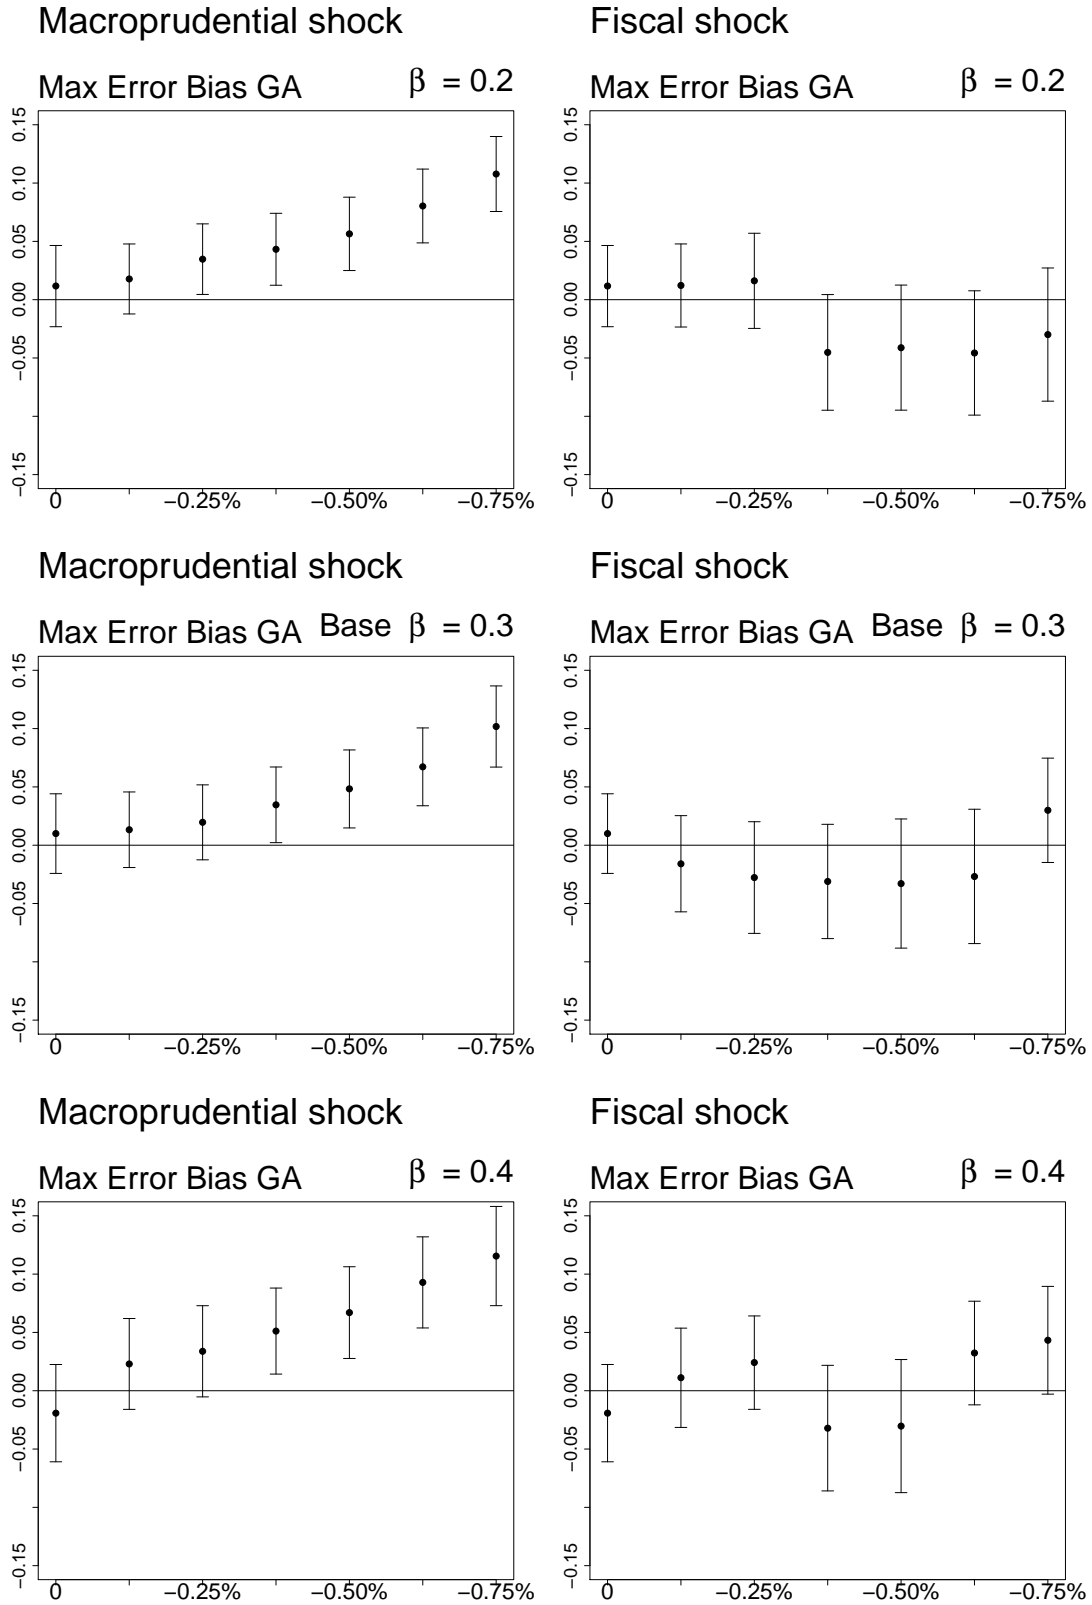 Macroprudential shock
Max Error Bias GA β = 0.2
0.15
0.10
0.05
0.00
−0.05
−0.15
0 −0.25% −0.50% −0.75%
Fiscal shock
Max Error Bias GA β = 0.2
0.15
0.10
0.05
0.00
−0.05
−0.15
0 −0.25% −0.50% −0.75%
Macroprudential shock
Max Error Bias GA Base β = 0.3
0.15
0.10
0.05
0.00
−0.05
−0.15
0 −0.25% −0.50% −0.75%
Fiscal shock
Max Error Bias GA Base β = 0.3
0.15
0.10
0.05
0.00
−0.05
−0.15
0 −0.25% −0.50% −0.75%
Macroprudential shock
Max Error Bias GA β = 0.4
0.15
0.10
0.05
0.00
−0.05
−0.15
0 −0.25% −0.50% −0.75%
Fiscal shock
Max Error Bias GA β = 0.4
0.15
0.10
0.05
0.00
−0.05
−0.15
0 −0.25% −0.50% −0.75%